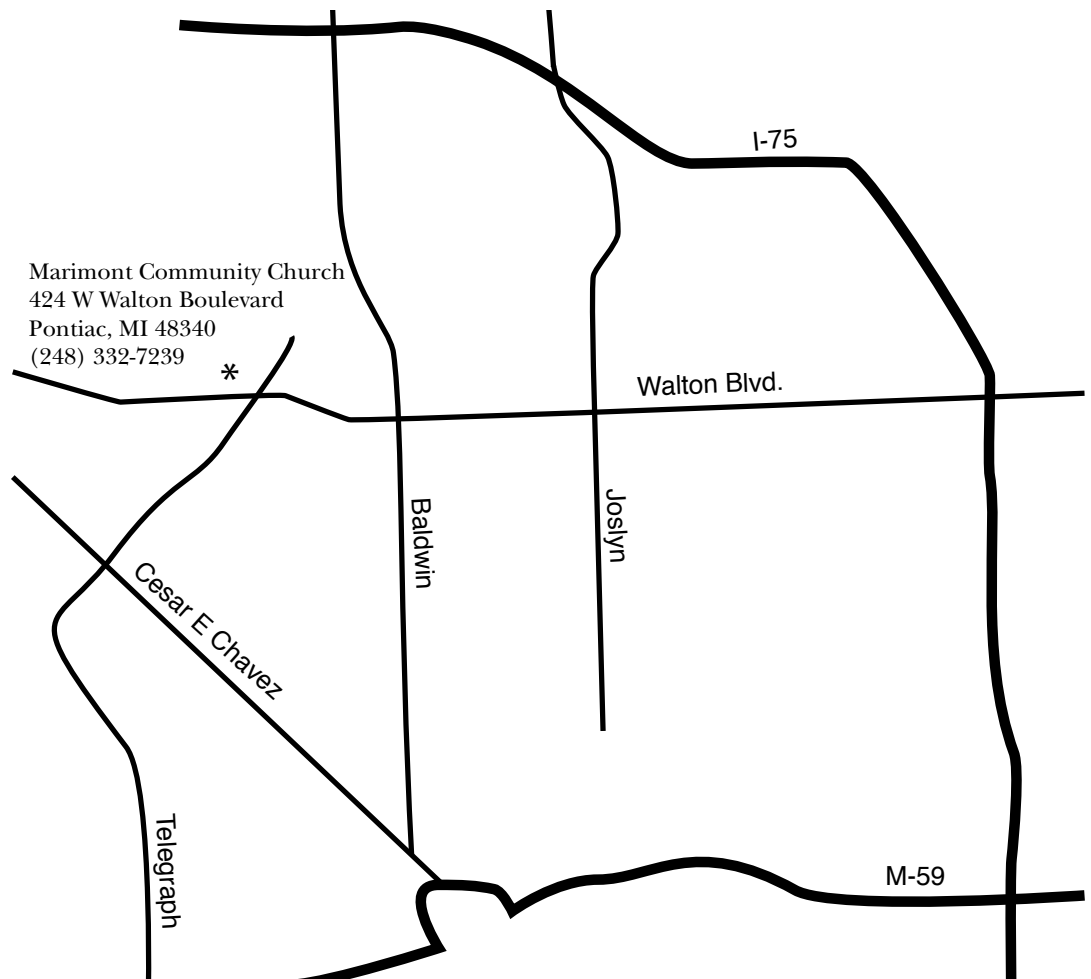 I-75
Marimont Community Church
424 W Walton Boulevard
Pontiac, MI 48340
(248) 332-7239
*
Walton Blvd.
Baldwin
Joslyn
Cesar E Chavez
Telegraph
M-59